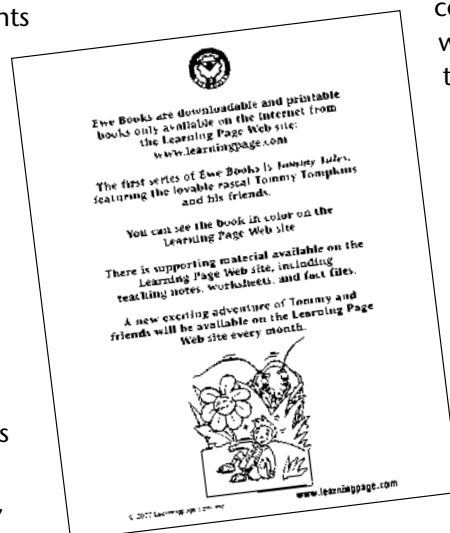 nts
co
w
t
Ewe Books are downloadable and printable
books only available on the Internet from
the Learning Page Web site:
www.learningpage.com
The first series of Ewe Books is Tommy Tales,
featuring the lovable rascal Tommy Tompkins
and his friends.
You can see the book in color on the
Learning Page Web site
There is supporting material available on the
Learning Page Web site, including
teaching notes, worksheets, and fact files.
A new exciting adventure of Tommy and
friends will be available on the Learning Page
Web site every month.
s
,
www.learningpage.com